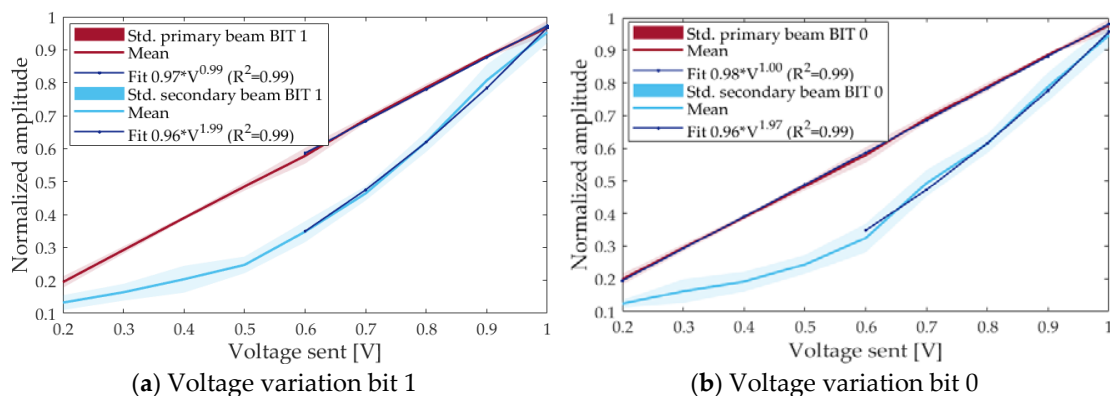 Normalized amplitude
1
0.9
0.8
0.7
0.6
0.5
0.4
0.3
0.2
0.1
Std. primary beam BIT 1
Mean
Fit 0.97*V^0.99 (R^2=0.99)
Std. secondary beam BIT 1
Mean
Fit 0.96*V^1.99 (R^2=0.99)
0.2 0.3 0.4 0.5 0.6 0.7 0.8 0.9 1
Voltage sent [V]
(a) Voltage variation bit 1
Normalized amplitude
1
0.9
0.8
0.7
0.6
0.5
0.4
0.3
0.2
0.1
Std. primary beam BIT 0
Mean
Fit 0.98*V^1.00 (R^2=0.99)
Std. secondary beam BIT 0
Mean
Fit 0.96*V^1.97 (R^2=0.99)
0.2 0.3 0.4 0.5 0.6 0.7 0.8 0.9 1
Voltage sent [V]
(b) Voltage variation bit 0